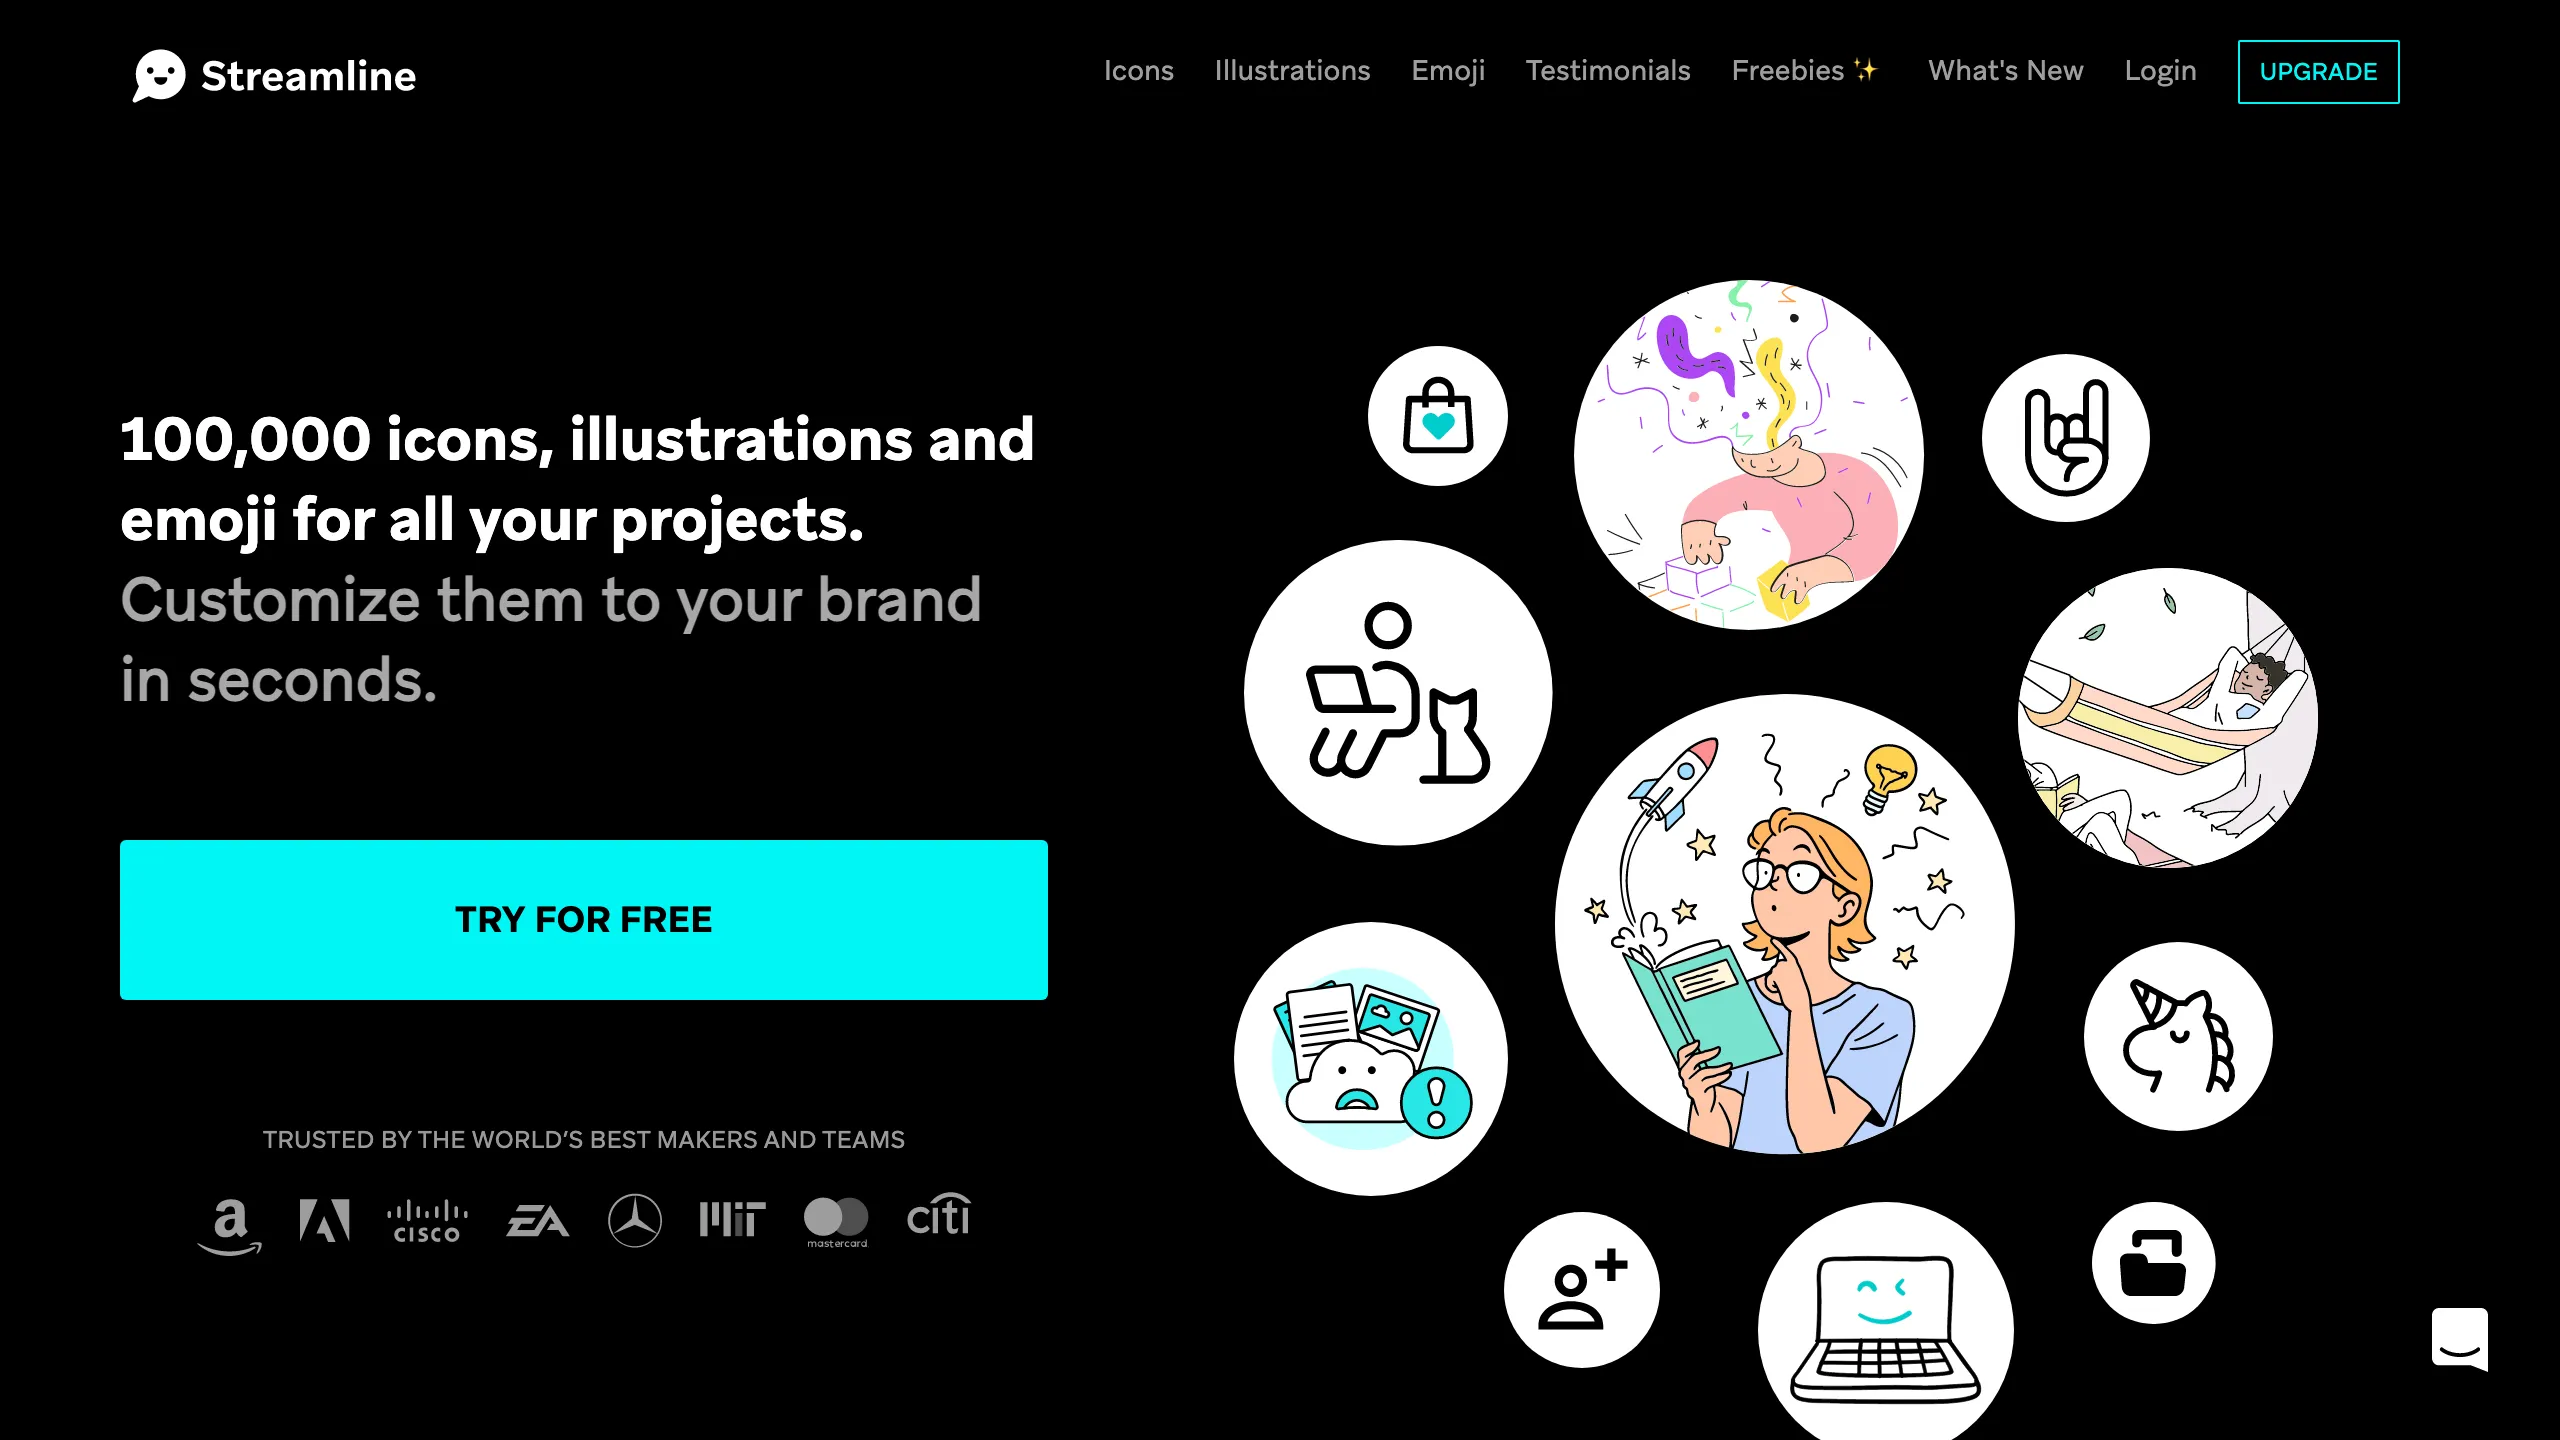 Streamline
Icons Illustrations Emoji Testimonials Freebies ✨ What's New Login UPGRADE
100,000 icons, illustrations and
emoji for all your projects.
Customize them to your brand
in seconds.
TRY FOR FREE
TRUSTED BY THE WORLD’S BEST MAKERS AND TEAMS
a cisco EA MIT mastercard citi